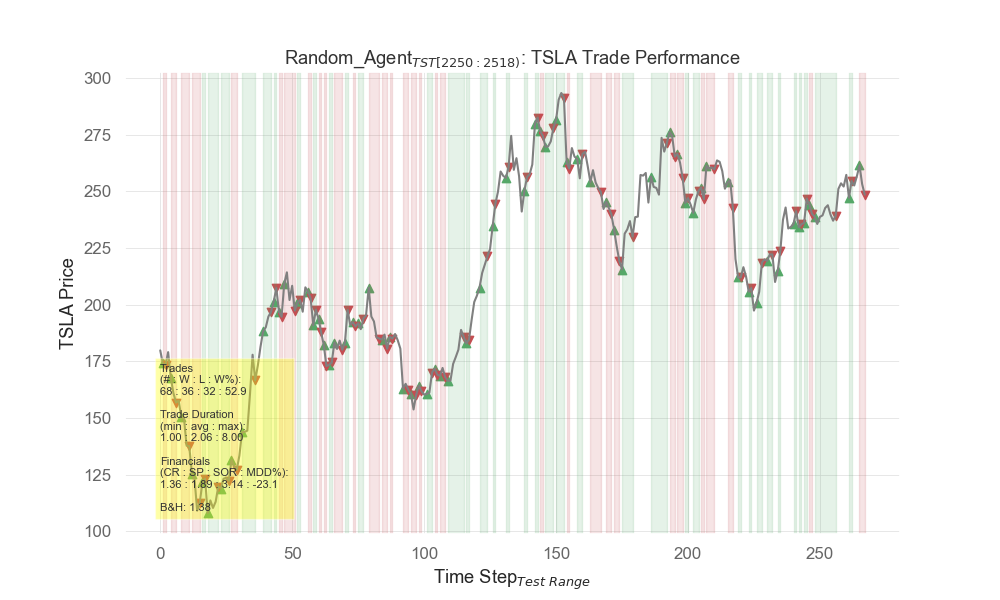 Random_Agent TST[2250 : 2518) : TSLA Trade Performance
300
275
250
225
200
175
150
125
100
TSLA Price
Trades
(# : W : L : W%):
68 : 36 : 32 : 52.9
Trade Duration
(min : avg : max):
1.00 : 2.06 : 8.00
Financials
(CR : SP : SOR : MDD%):
1.36 : 1.89 : 3.14 : -23.1
B&H: 1.38
0 50 100 150 200 250
Time Step Test Range